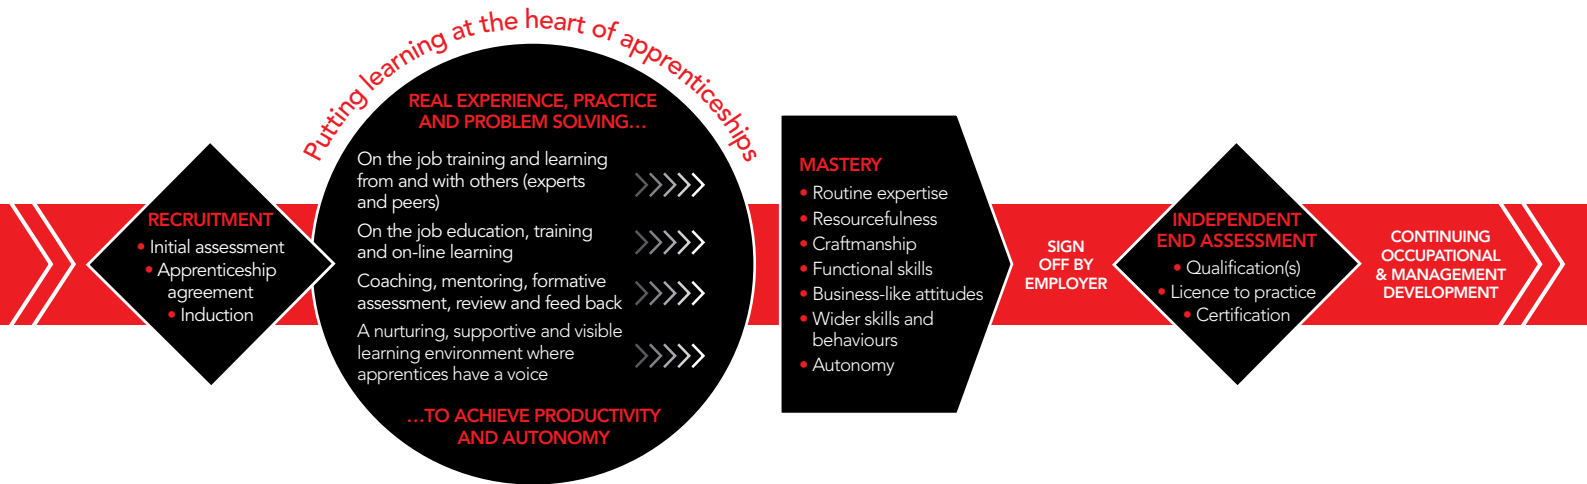 Putting learning at the heart of apprenticeships
RECRUITMENT
• Initial assessment
• Apprenticeship
agreement
• Induction
REAL EXPERIENCE, PRACTICE
AND PROBLEM SOLVING...
On the job training and learning
from and with others (experts
and peers)
On the job education, training
and on-line learning
Coaching, mentoring, formative
assessment, review and feed back
A nurturing, supportive and visible
learning environment where
apprentices have a voice
...TO ACHIEVE PRODUCTIVITY
AND AUTONOMY
MASTERY
• Routine expertise
• Resourcefulness
• Craftmanship
• Functional skills
• Business-like attitudes
• Wider skills and
behaviours
• Autonomy
SIGN
OFF BY
EMPLOYER
INDEPENDENT
END ASSESSMENT
• Qualification(s)
• Licence to practice
• Certification
CONTINUING
OCCUPATIONAL
& MANAGEMENT
DEVELOPMENT